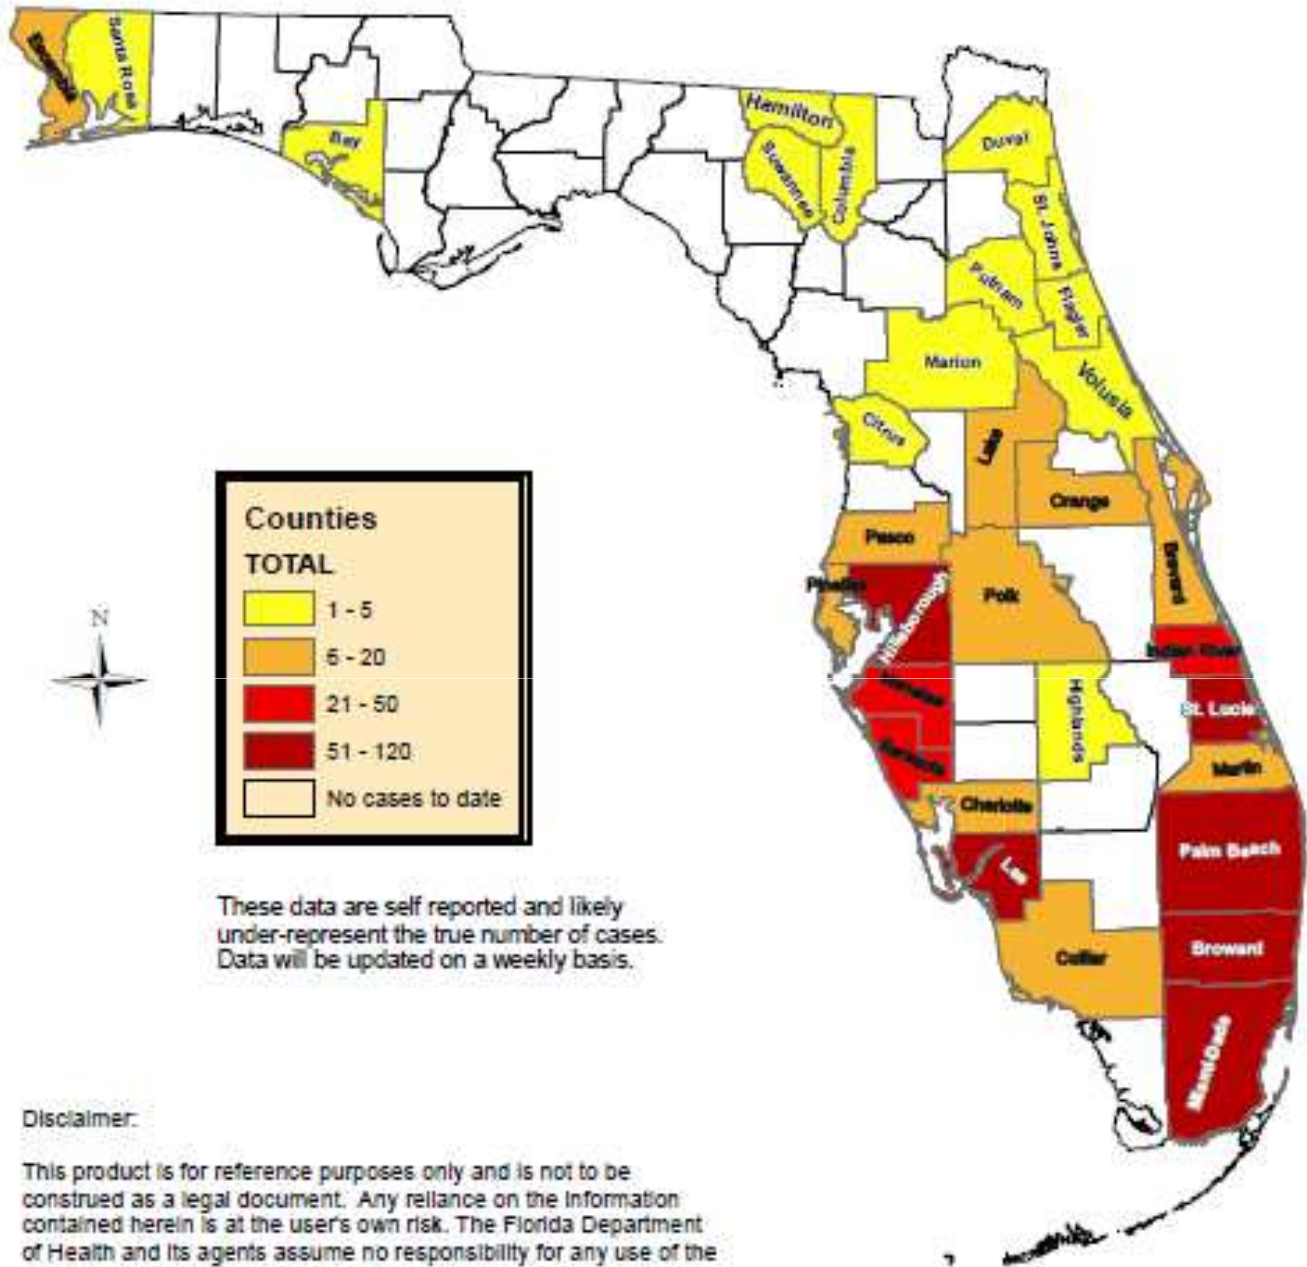 Escambia
Santa Rosa
Bay
Hamilton
Suwannee
Columbia
Duval
St. Johns
Putnam
Flagler
Marion
Volusia
Citrus
Lake
Orange
Pasco
Brevard
Pinellas
Hillsborough
Polk
Indian River
Manatee
Highlands
St. Lucie
Sarasota
Martin
Charlotte
Palm Beach
Lee
Broward
Collier
Miami Dade
Counties
TOTAL
1 - 5
6 - 20
21 - 50
51 - 120
No cases to date
N
These data are self reported and likely
under-represent the true number of cases.
Data will be updated on a weekly basis.
Disclaimer:
This product is for reference purposes only and is not to be
construed as a legal document. Any reliance on the information
contained herein is at the user's own risk. The Florida Department
of Health and its agents assume no responsibility for any use of the